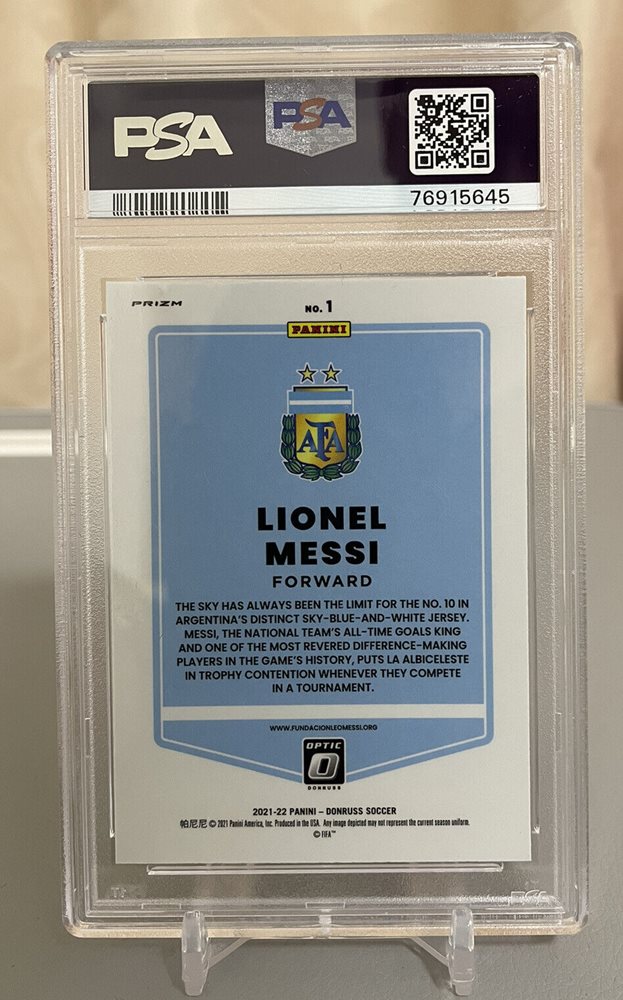 PSA
PSA
76915645
PRIZM
NO. 1
PANINI
AFA
LIONEL
MESSI
FORWARD
THE SKY HAS ALWAYS BEEN THE LIMIT FOR THE NO. 10 IN
ARGENTINA'S DISTINCT SKY-BLUE-AND-WHITE JERSEY.
MESSI, THE NATIONAL TEAM'S ALL-TIME GOALS KING
AND ONE OF THE MOST REVERED DIFFERENCE-MAKING
PLAYERS IN THE GAME'S HISTORY, PUTS LA ALBICELESTE
IN TROPHY CONTENTION WHENEVER THEY COMPETE
IN A TOURNAMENT.
WWW.FUNDACIONLEOMESSI.ORG
OPTIC
O
DONRUSS
2021-22 PANINI – DONRUSS SOCCER
帕尼尼 © 2021 Panini America, Inc. Produced in the USA. Any image depicted may not represent the current season uniform.
© FIFA™
PSA